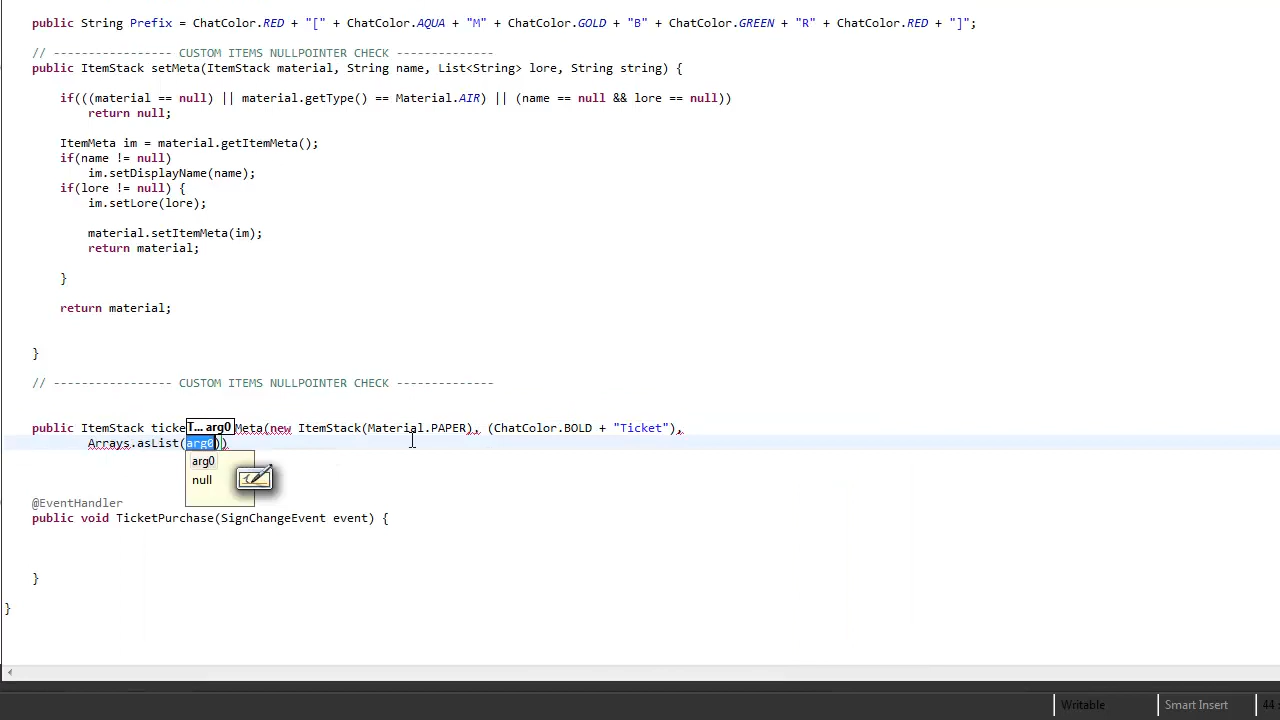 public String Prefix = ChatColor.RED + "[" + ChatColor.AQUA + "M" + ChatColor.GOLD + "B" + ChatColor.GREEN + "R" + ChatColor.RED + "]";
// ----------------- CUSTOM ITEMS NULLPOINTER CHECK --------------
public ItemStack setMeta(ItemStack material, String name, List<String> lore, String string) {
if(((material == null) || material.getType() == Material.AIR) || (name == null && lore == null))
return null;
ItemMeta im = material.getItemMeta();
if(name != null)
im.setDisplayName(name);
if(lore != null) {
im.setLore(lore);
material.setItemMeta(im);
return material;
}
return material;
}
// ----------------- CUSTOM ITEMS NULLPOINTER CHECK --------------
public ItemStack ticke T... arg0 Meta(new ItemStack(Material.PAPER), (ChatColor.BOLD + "Ticket"),
Arrays.asList(arg0))
arg0
null
@EventHandler
public void TicketPurchase(SignChangeEvent event) {
}
}
Writable Smart Insert 44